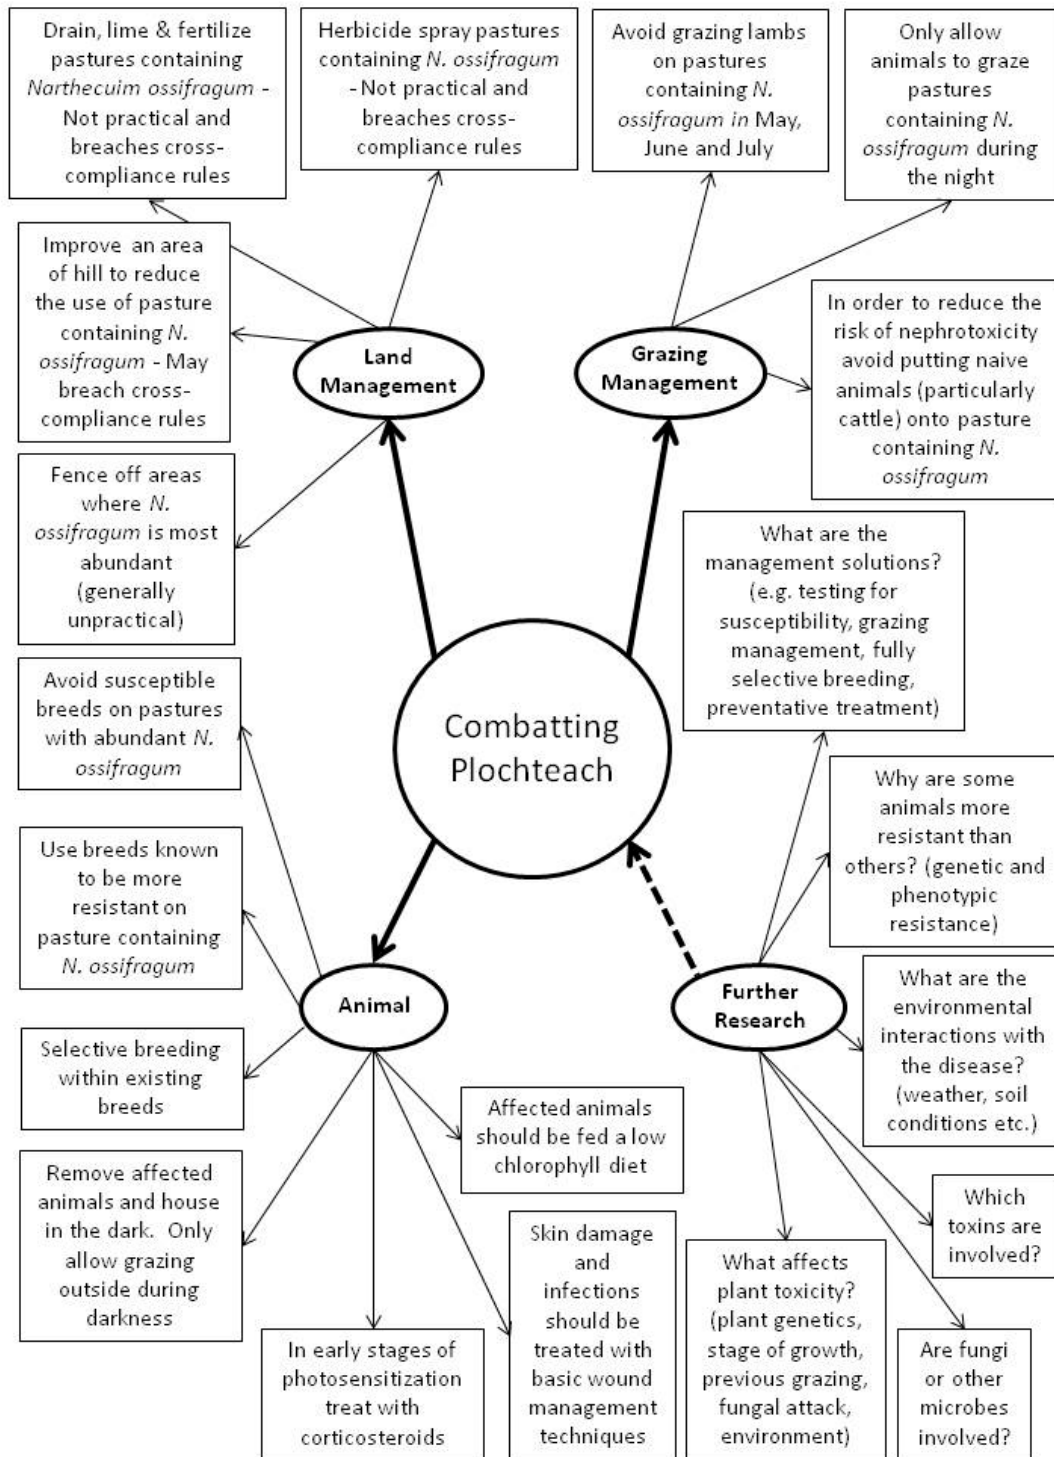 Drain, lime & fertilize
pastures containing
Narthecuim ossifragum -
Not practical and
breaches cross-
compliance rules
Herbicide spray pastures
containing N. ossifragum
- Not practical and
breaches cross-
compliance rules
Avoid grazing lambs
on pastures
containing N.
ossifragum in May,
June and July
Only allow
animals to graze
pastures
containing N.
ossifragum during
the night
Improve an area
of hill to reduce
the use of pasture
containing N.
ossifragum - May
breach cross-
compliance rules
Land
Management
Grazing
Management
In order to reduce the
risk of nephrotoxicity
avoid putting naive
animals (particularly
cattle) onto pasture
containing N.
ossifragum
Fence off areas
where N.
ossifragum is most
abundant
(generally
unpractical)
What are the
management solutions?
(e.g. testing for
susceptibility, grazing
management, fully
selective breeding,
preventative treatment)
Avoid susceptible
breeds on pastures
with abundant N.
ossifragum
Combatting
Plochteach
Why are some
animals more
resistant than
others? (genetic and
phenotypic
resistance)
Use breeds known
to be more
resistant on
pasture containing
N. ossifragum
Animal
Further
Research
What are the
environmental
interactions with
the disease?
(weather, soil
conditions etc.)
Selective breeding
within existing
breeds
Affected animals
should be fed a low
chlorophyll diet
Remove affected
animals and house
in the dark. Only
allow grazing
outside during
darkness
Which
toxins are
involved?
Skin damage
and
infections
should be
treated with
basic wound
management
techniques
What affects
plant toxicity?
(plant genetics,
stage of growth,
previous grazing,
fungal attack,
environment)
In early stages of
photosensitization
treat with
corticosteroids
Are fungi
or other
microbes
involved?